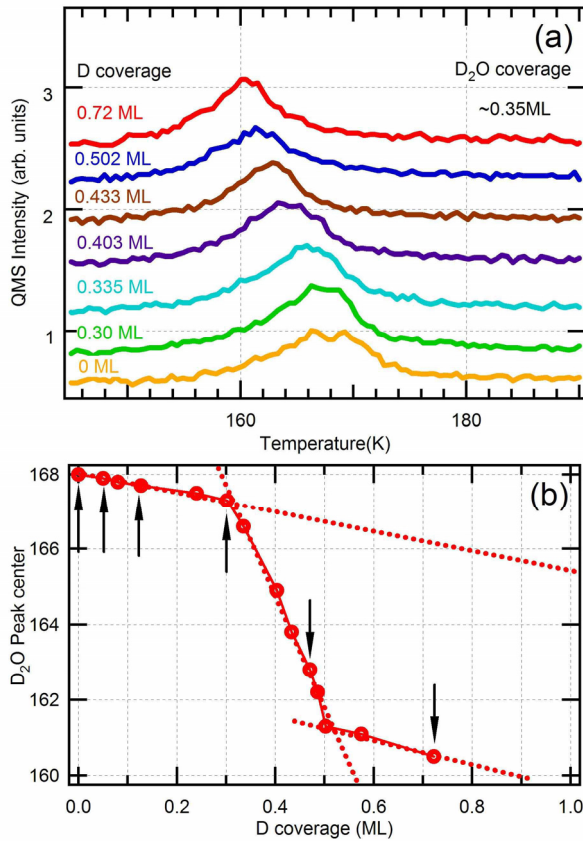 (a)
D coverage
D₂O coverage
~0.35ML
0.72 ML
0.502 ML
0.433 ML
0.403 ML
0.335 ML
0.30 ML
0 ML
3
2
1
QMS Intensity (arb. units)
160
180
Temperature(K)
(b)
168
166
164
162
160
D₂O Peak center
0.0
0.2
0.4
0.6
0.8
1.0
D coverage (ML)